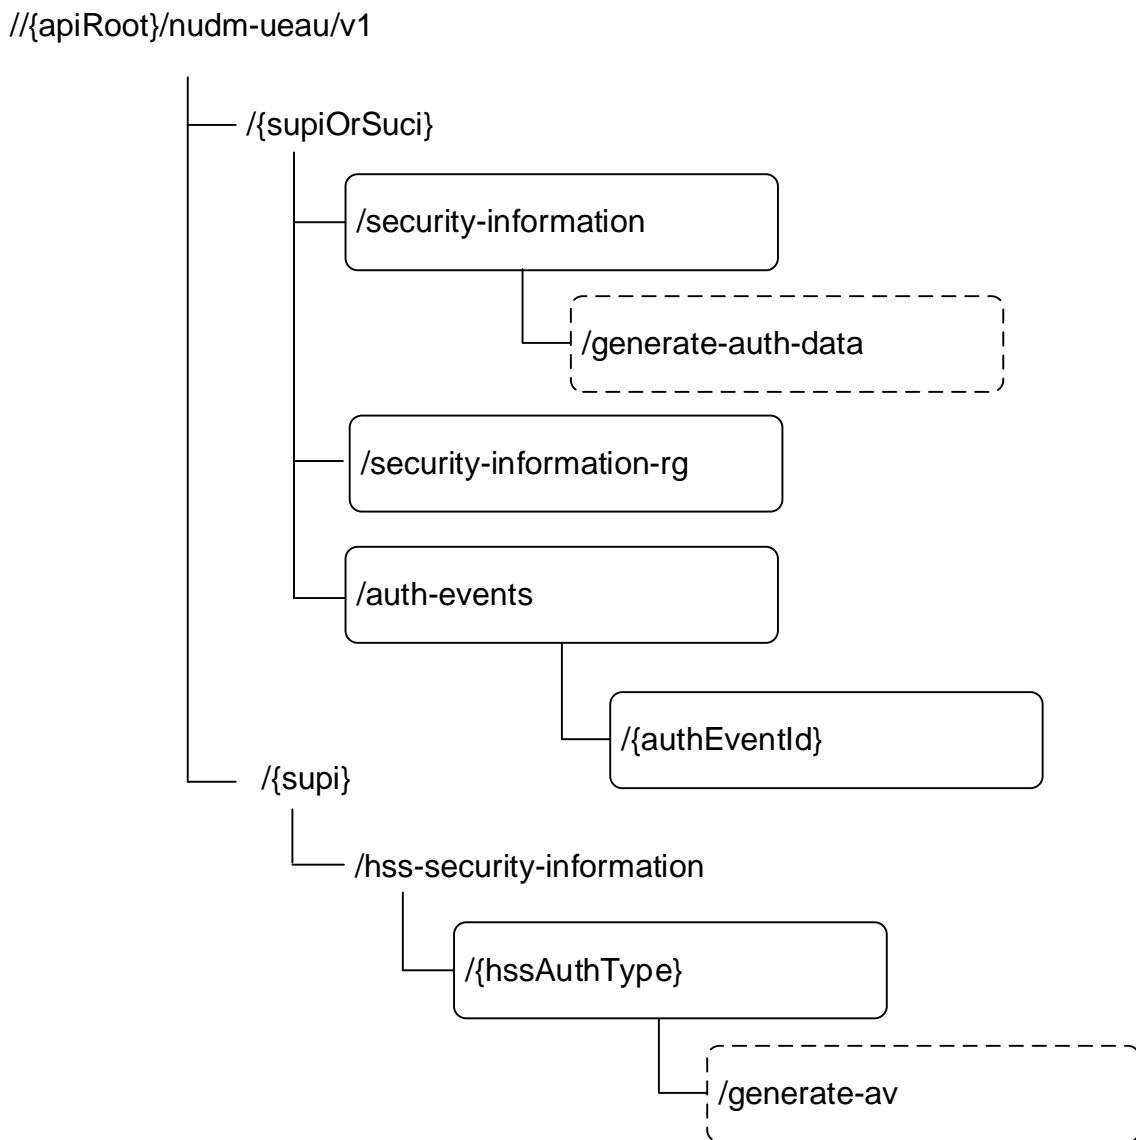 //{apiRoot}/nudm-ueau/v1
/{supiOrSuci}
/security-information
/generate-auth-data
/security-information-rg
/auth-events
/{authEventId}
/{supi}
/hss-security-information
/{hssAuthType}
/generate-av